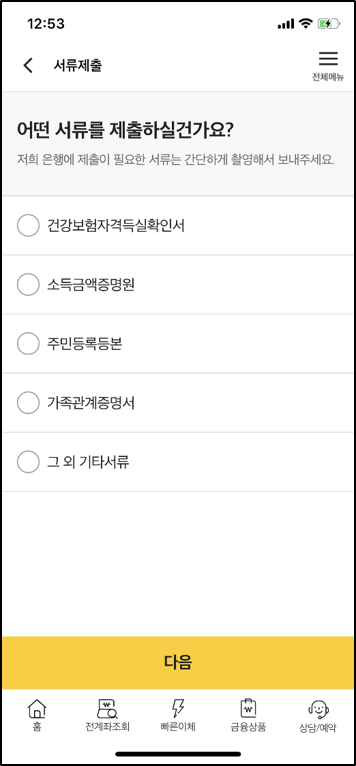 12:53
서류제출
전체메뉴
어떤 서류를 제출하실건가요?
저희 은행에 제출이 필요한 서류는 간단하게 촬영해서 보내주세요.
건강보험자격득실확인서
소득금액증명원
주민등록등본
가족관계증명서
그 외 기타서류
다음
홈
전계좌조회
빠른이체
금융상품
상담/예약